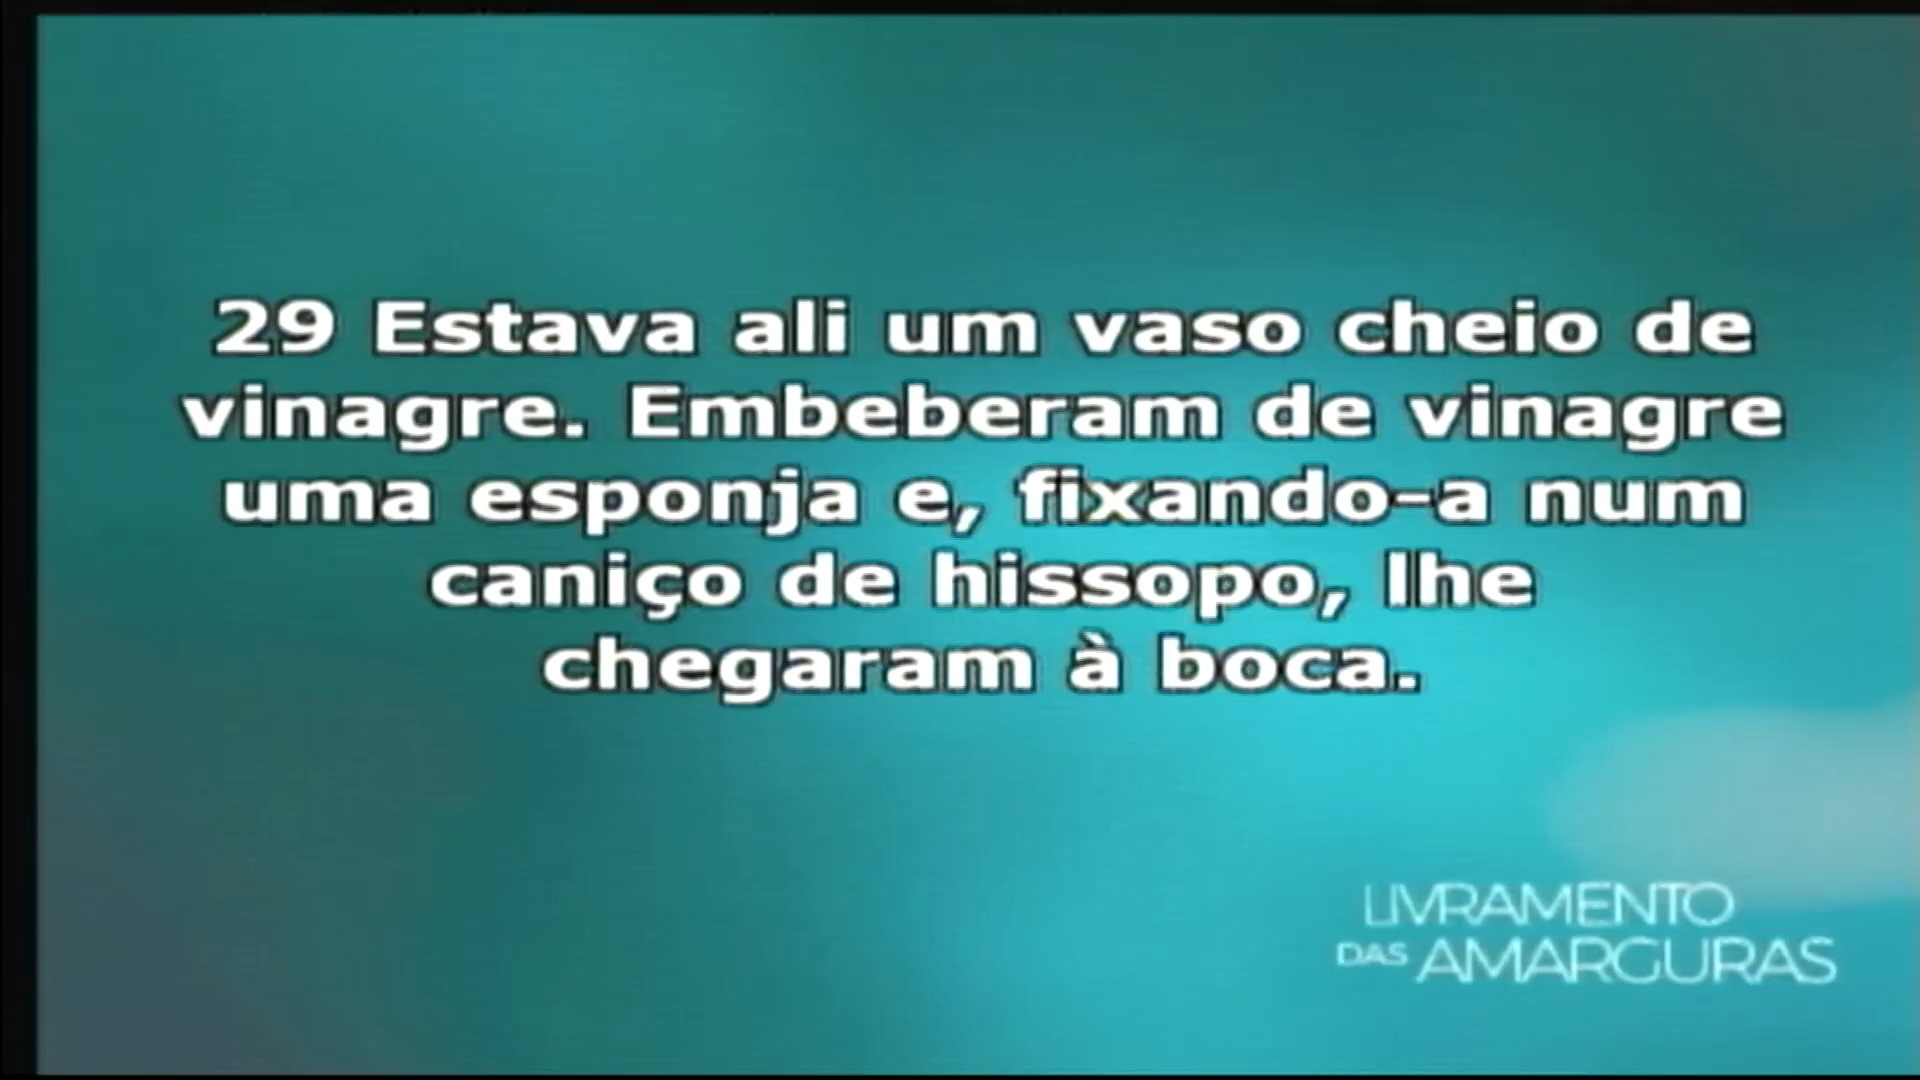 29 Estava ali um vaso cheio de
vinagre. Embeberam de vinagre
uma esponja e, fixando-a num
caniço de hissopo, lhe
chegaram à boca.
LIVRAMENTO
DAS AMARGURAS